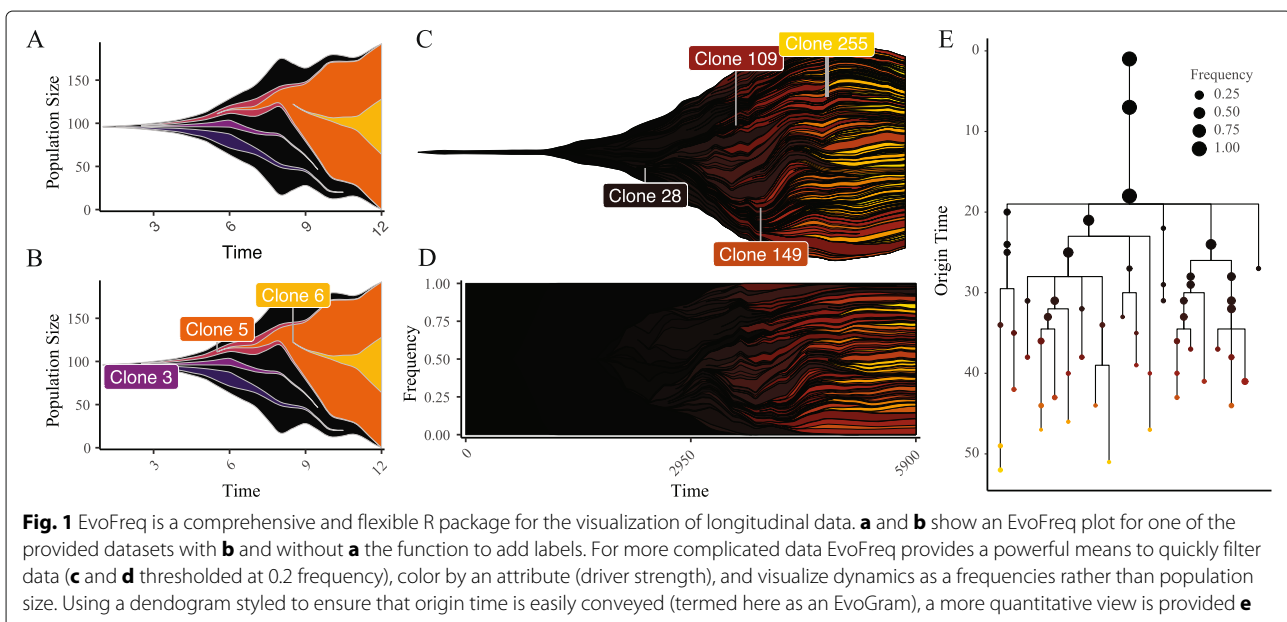 A
Population Size
150
100
50
0
3
6
9
12
Time
B
Population Size
150
100
50
0
Clone 6
Clone 5
Clone 3
3
6
9
12
Time
C
Clone 255
Clone 109
Clone 28
Clone 149
D
Frequency
1.00
0.75
0.50
0.25
0.00
0
2950
5900
Time
E
Origin Time
0
10
20
30
40
50
Frequency
0.25
0.50
0.75
1.00
Fig. 1 EvoFreq is a comprehensive and flexible R package for the visualization of longitudinal data. a and b show an EvoFreq plot for one of the
provided datasets with b and without a the function to add labels. For more complicated data EvoFreq provides a powerful means to quickly filter
data (c and d thresholded at 0.2 frequency), color by an attribute (driver strength), and visualize dynamics as a frequencies rather than population
size. Using a dendogram styled to ensure that origin time is easily conveyed (termed here as an EvoGram), a more quantitative view is provided e